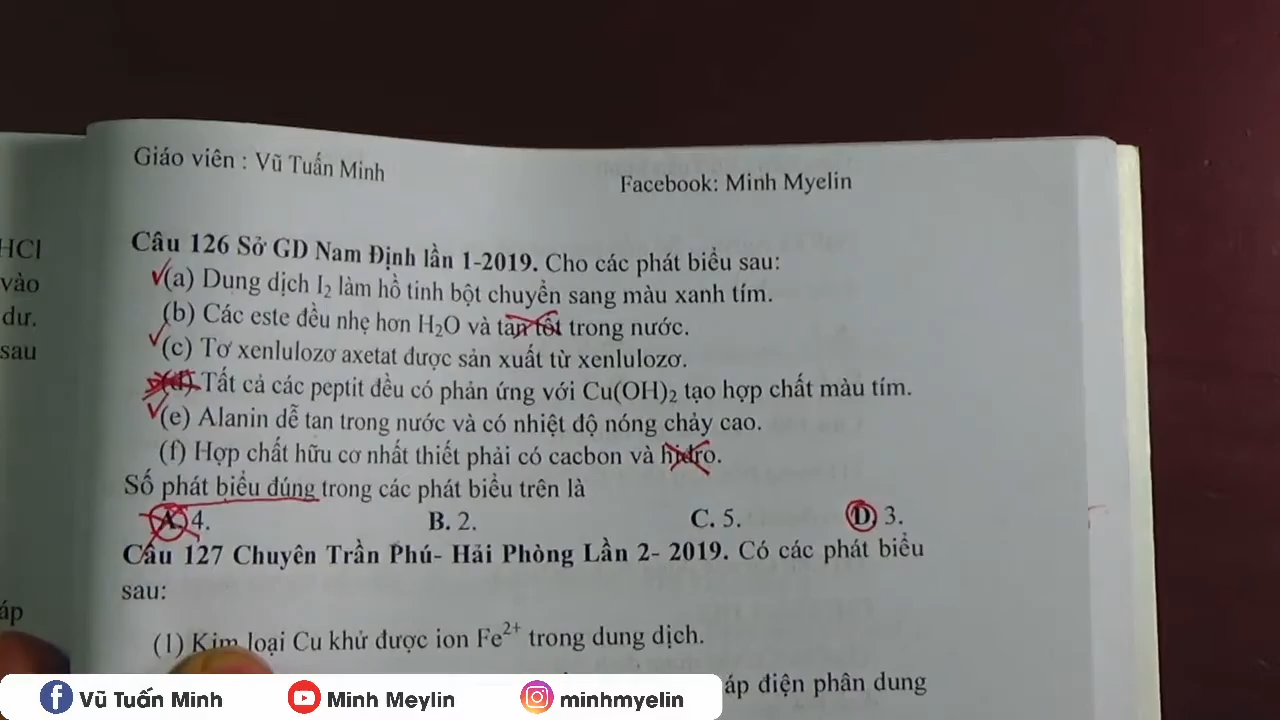 Giáo viên : Vũ Tuấn Minh
Facebook: Minh Myelin
HCl
vào
dư.
sau
áp
Câu 126 Sở GD Nam Định lần 1-2019. Cho các phát biểu sau:
(a) Dung dịch I₂ làm hồ tinh bột chuyển sang màu xanh tím.
(b) Các este đều nhẹ hơn H₂O và tan tốt trong nước.
(c) Tơ xenlulozơ axetat được sản xuất từ xenlulozơ.
(d) Tất cả các peptit đều có phản ứng với Cu(OH)₂ tạo hợp chất màu tím.
(e) Alanin dễ tan trong nước và có nhiệt độ nóng chảy cao.
(f) Hợp chất hữu cơ nhất thiết phải có cacbon và hidro.
Số phát biểu đúng trong các phát biểu trên là
A. 4. B. 2. C. 5. D. 3.
Câu 127 Chuyên Trần Phú- Hải Phòng Lần 2- 2019. Có các phát biểu
sau:
(1) Kim loại Cu khử được ion Fe²⁺ trong dung dịch.
áp điện phân dung
Vũ Tuấn Minh
Minh Meylin
minhmyelin